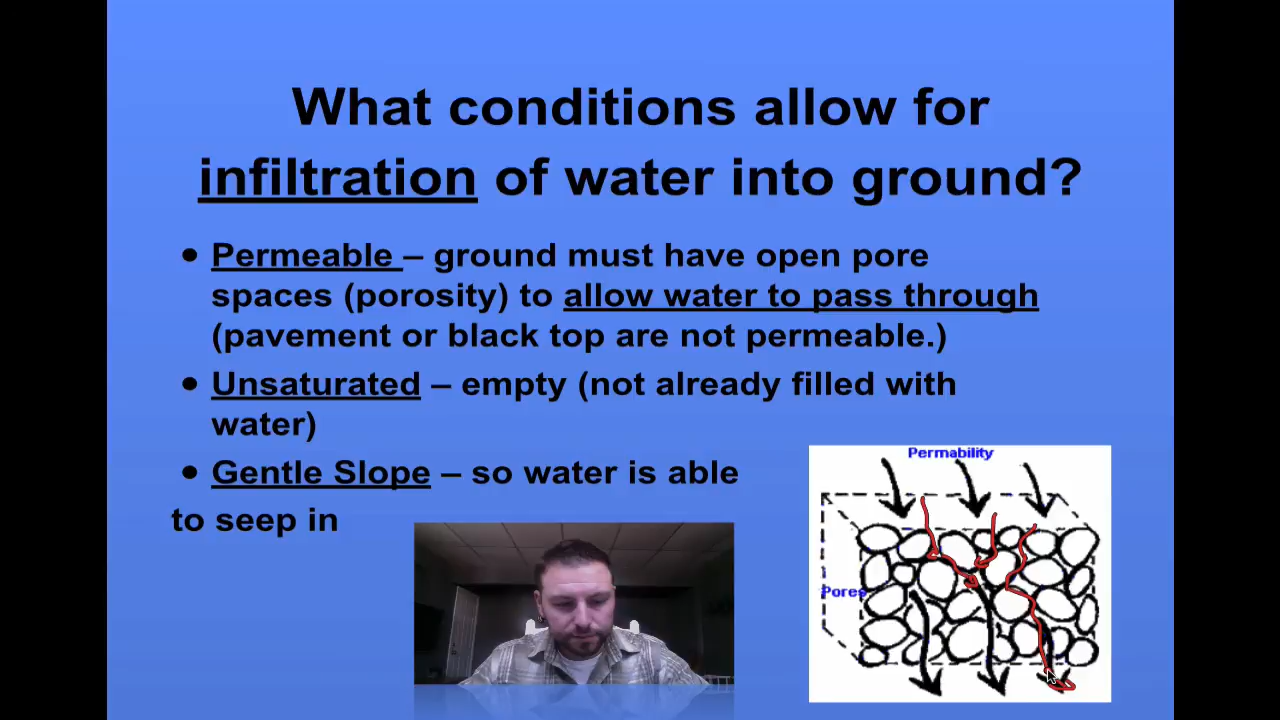 What conditions allow for
infiltration of water into ground?
• Permeable – ground must have open pore
spaces (porosity) to allow water to pass through
(pavement or black top are not permeable.)
• Unsaturated – empty (not already filled with
water)
• Gentle Slope – so water is able
to seep in
Permability
Pores